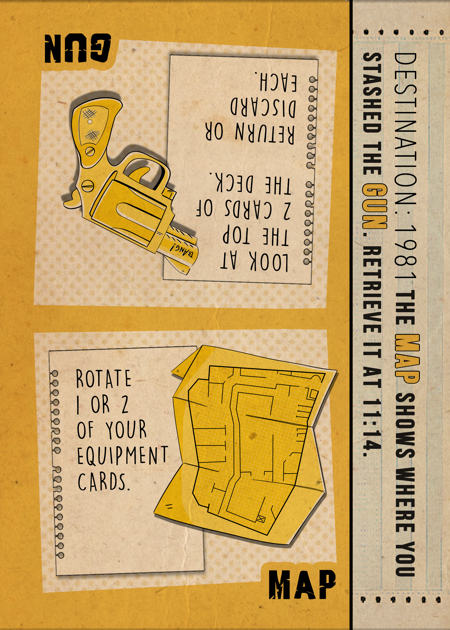 GUN
LOOK AT
THE TOP
2 CARDS OF
THE DECK.
RETURN OR
DISCARD
EACH.
BANG!
ROTATE
1 OR 2
OF YOUR
EQUIPMENT
CARDS.
MAP
DESTINATION: 1981 THE MAP SHOWS WHERE YOU
STASHED THE GUN. RETRIEVE IT AT 11:14.